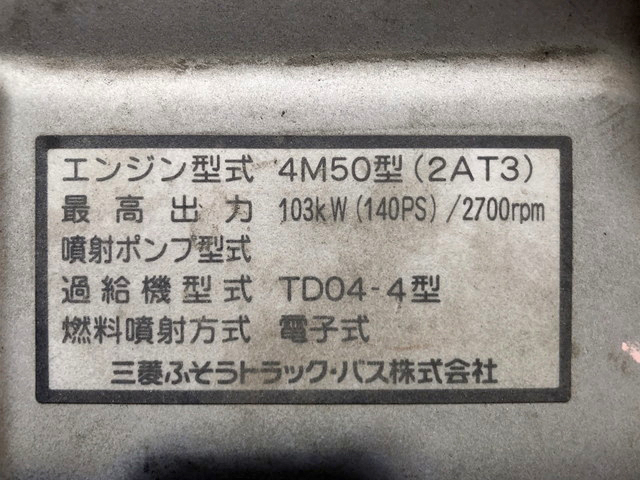 エンジン型式 4M50型(2AT3)
最高出力 103kW(140PS)/2700rpm
噴射ポンプ型式
過給機型式 TD04-4型
燃料噴射方式 電子式
三菱ふそうトラック・バス株式会社